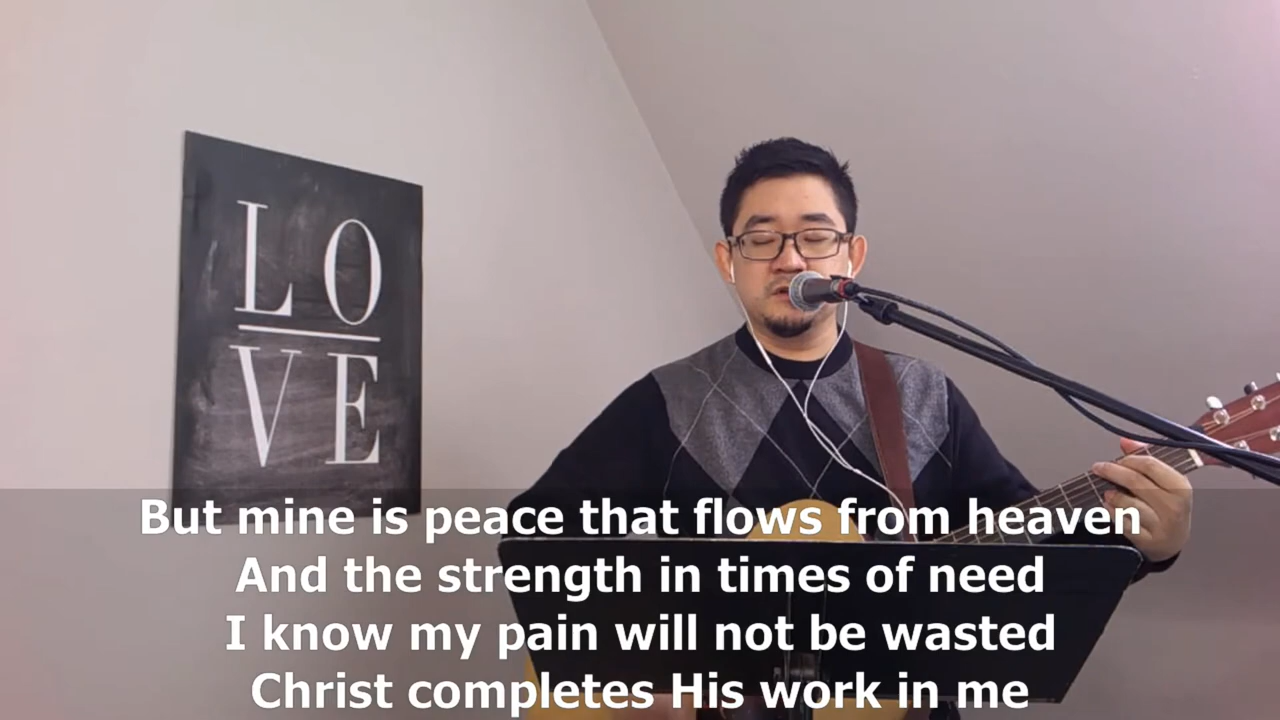 LO
VE
But mine is peace that flows from heaven
And the strength in times of need
I know my pain will not be wasted
Christ completes His work in me